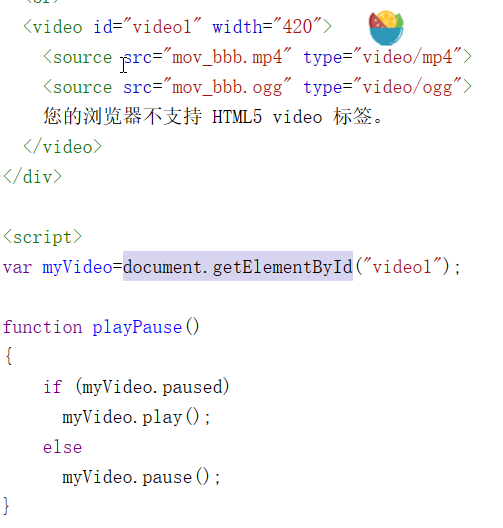 <br>
<video id="video1" width="420">
<source src="mov_bbb.mp4" type="video/mp4">
<source src="mov_bbb.ogg" type="video/ogg">
您的浏览器不支持 HTML5 video 标签。
</video>
</div>
<script>
var myVideo=document.getElementById("video1");
function playPause()
{
if (myVideo.paused)
myVideo.play();
else
myVideo.pause();
}